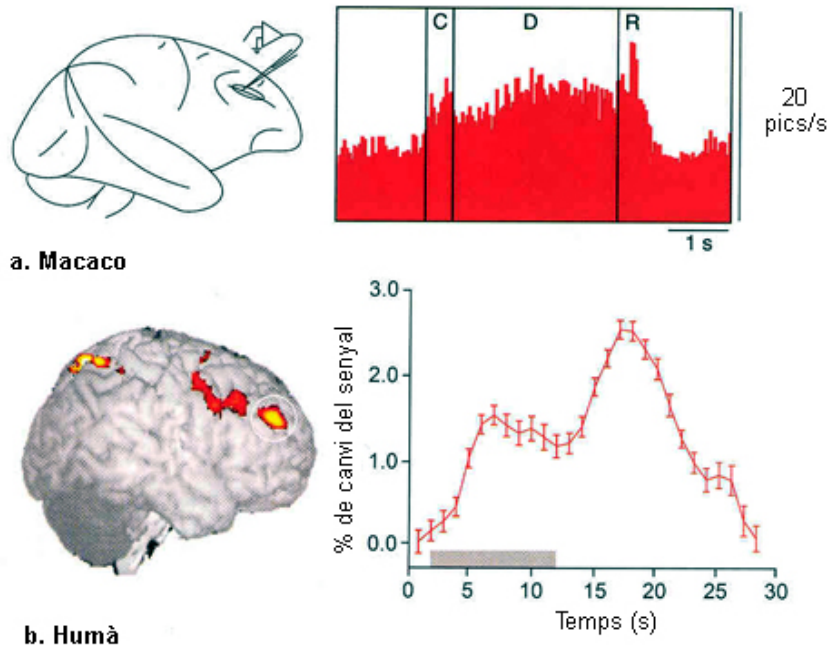 C D R
20
pics/s
1 s
a. Macaco
3.0
2.0
1.0
0.0
% de canvi del senyal
0 5 10 15 20 25 30
Temps (s)
b. Humà